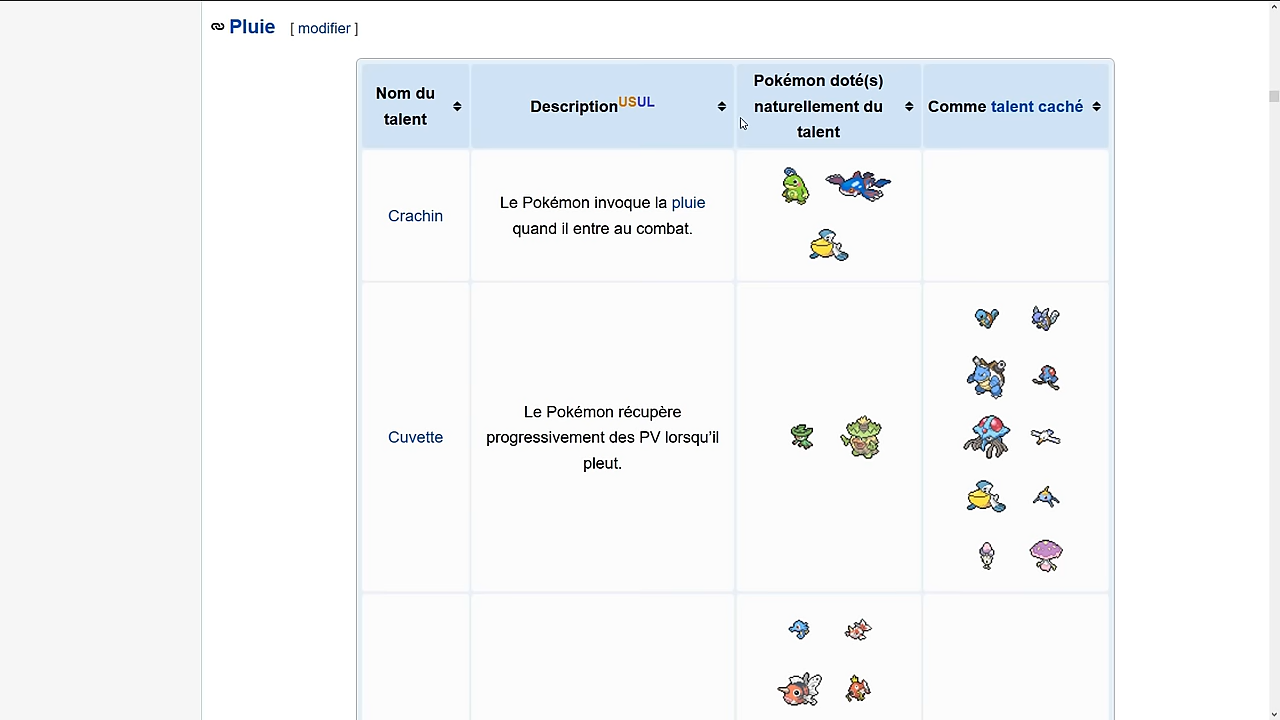 Pluie [ modifier ]
Nom du
talent
DescriptionUSUL
Pokémon doté(s)
naturellement du
talent
Comme talent caché
Crachin
Le Pokémon invoque la pluie
quand il entre au combat.
Cuvette
Le Pokémon récupère
progressivement des PV lorsqu'il
pleut.